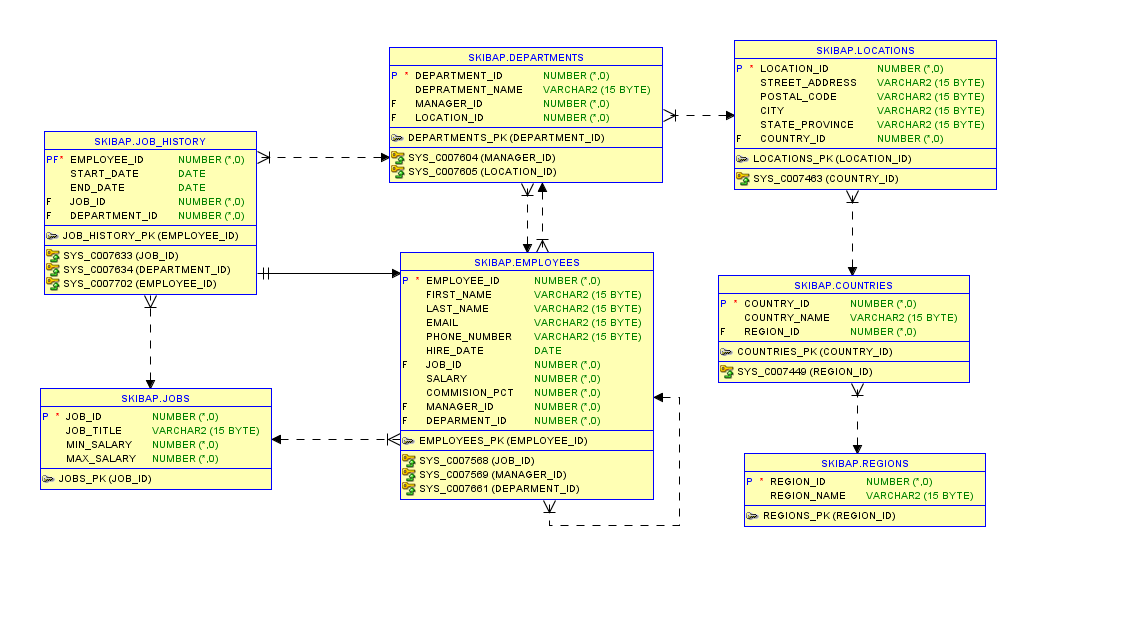 SKIBAP.DEPARTMENTS
P * DEPARTMENT_ID NUMBER (*,0)
DEPRATMENT_NAME VARCHAR2 (15 BYTE)
F MANAGER_ID NUMBER (*,0)
F LOCATION_ID NUMBER (*,0)
DEPARTMENTS_PK (DEPARTMENT_ID)
SYS_C007604 (MANAGER_ID)
SYS_C007605 (LOCATION_ID)
SKIBAP.LOCATIONS
P * LOCATION_ID NUMBER (*,0)
STREET_ADDRESS VARCHAR2 (15 BYTE)
POSTAL_CODE VARCHAR2 (15 BYTE)
CITY VARCHAR2 (15 BYTE)
STATE_PROVINCE VARCHAR2 (15 BYTE)
F COUNTRY_ID NUMBER (*,0)
LOCATIONS_PK (LOCATION_ID)
SYS_C007463 (COUNTRY_ID)
SKIBAP.JOB_HISTORY
PF* EMPLOYEE_ID NUMBER (*,0)
START_DATE DATE
END_DATE DATE
F JOB_ID NUMBER (*,0)
F DEPARTMENT_ID NUMBER (*,0)
JOB_HISTORY_PK (EMPLOYEE_ID)
SYS_C007633 (JOB_ID)
SYS_C007634 (DEPARTMENT_ID)
SYS_C007702 (EMPLOYEE_ID)
SKIBAP.EMPLOYEES
P * EMPLOYEE_ID NUMBER (*,0)
FIRST_NAME VARCHAR2 (15 BYTE)
LAST_NAME VARCHAR2 (15 BYTE)
EMAIL VARCHAR2 (15 BYTE)
PHONE_NUMBER VARCHAR2 (15 BYTE)
HIRE_DATE DATE
F JOB_ID NUMBER (*,0)
SALARY NUMBER (*,0)
COMMISION_PCT NUMBER (*,0)
F MANAGER_ID NUMBER (*,0)
F DEPARMENT_ID NUMBER (*,0)
EMPLOYEES_PK (EMPLOYEE_ID)
SYS_C007568 (JOB_ID)
SYS_C007569 (MANAGER_ID)
SYS_C007661 (DEPARMENT_ID)
SKIBAP.COUNTRIES
P * COUNTRY_ID NUMBER (*,0)
COUNTRY_NAME VARCHAR2 (15 BYTE)
F REGION_ID NUMBER (*,0)
COUNTRIES_PK (COUNTRY_ID)
SYS_C007449 (REGION_ID)
SKIBAP.JOBS
P * JOB_ID NUMBER (*,0)
JOB_TITLE VARCHAR2 (15 BYTE)
MIN_SALARY NUMBER (*,0)
MAX_SALARY NUMBER (*,0)
JOBS_PK (JOB_ID)
SKIBAP.REGIONS
P * REGION_ID NUMBER (*,0)
REGION_NAME VARCHAR2 (15 BYTE)
REGIONS_PK (REGION_ID)